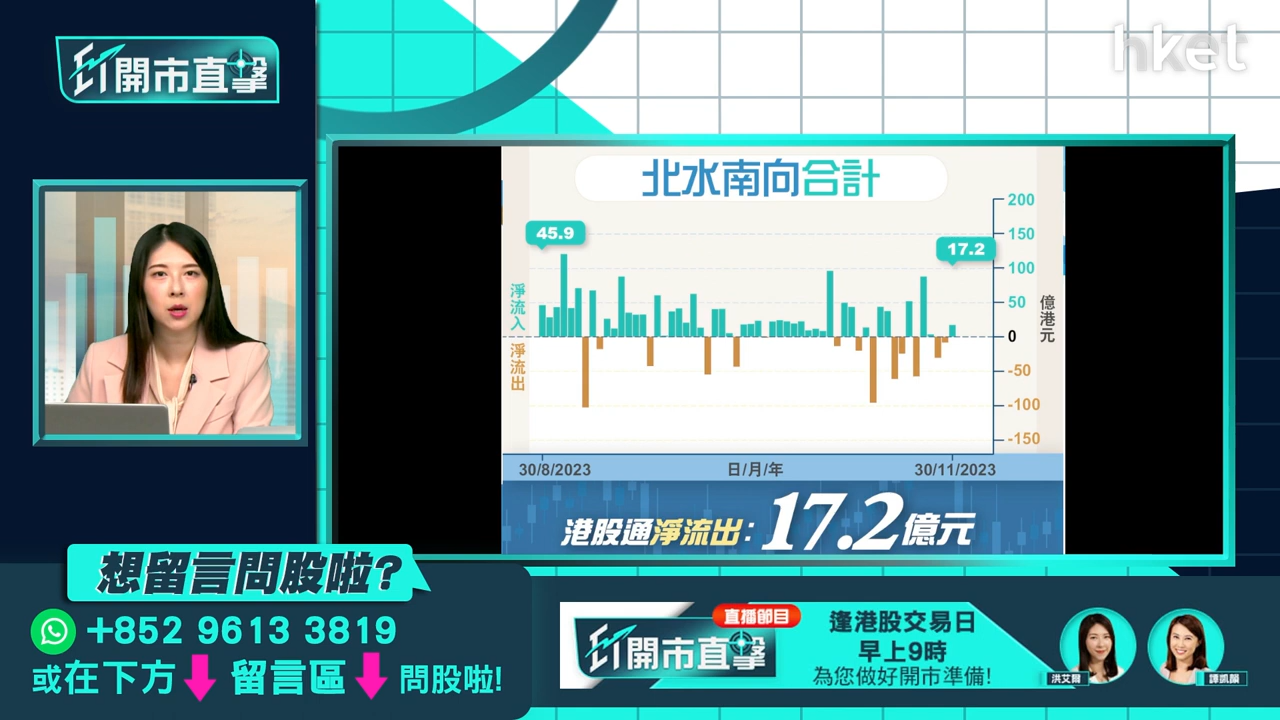 EI開市直擊
hket
北水南向合計
200
150
100
50
0
-50
-100
-150
45.9
17.2
淨流入
淨流出
億港元
30/8/2023
日/月/年
30/11/2023
港股通淨流出：17.2億元
想留言問股啦?
+852 9613 3819
或在下方 留言區 問股啦!
直播節目
EI開市直擊
逢港股交易日
早上9時
為您做好開市準備!
洪艾爾
譚凱韻